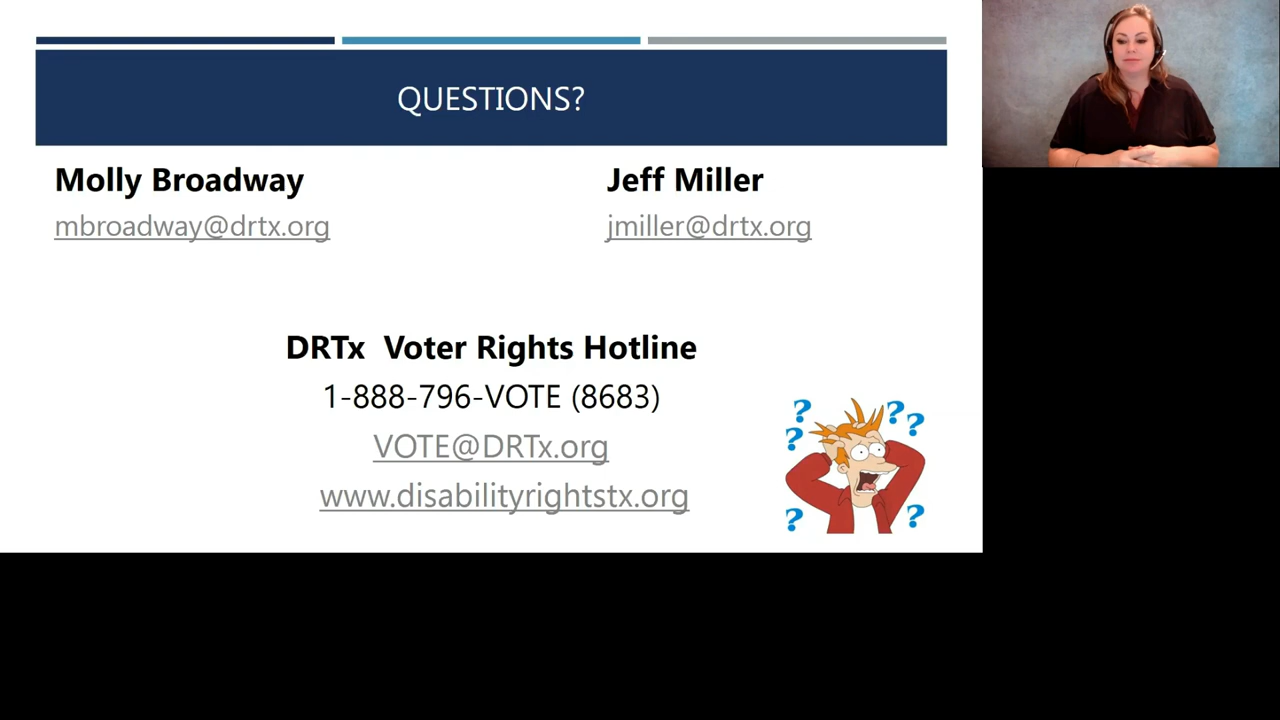 QUESTIONS?
Molly Broadway
mbroadway@drtx.org
Jeff Miller
jmiller@drtx.org
DRTx  Voter Rights Hotline
1-888-796-VOTE (8683)
VOTE@DRTx.org
www.disabilityrightstx.org
? ? ?
?
? ?